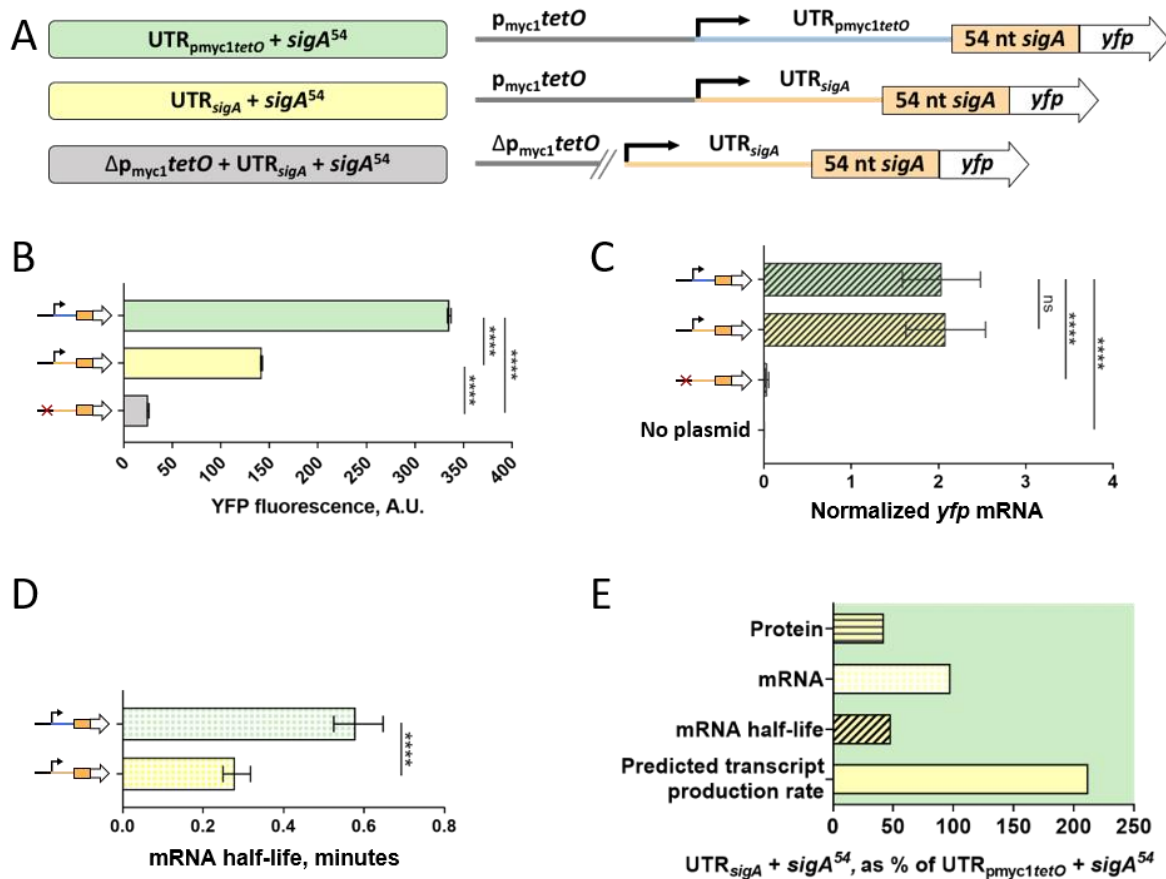 A
UTRpmyc1tetO + sigA54
UTRsigA + sigA54
Δpmyc1tetO + UTRsigA + sigA54
pmyc1tetO UTRpmyc1tetO
54 nt sigA yfp
pmyc1tetO UTRsigA
54 nt sigA yfp
Δpmyc1tetO UTRsigA
54 nt sigA yfp
B
****
****
****
0 50 100 150 200 250 300 350 400
YFP fluorescence, A.U.
C
No plasmid
ns
****
****
0 1 2 3 4
Normalized yfp mRNA
D
****
0.0 0.2 0.4 0.6 0.8
mRNA half-life, minutes
E
Protein
mRNA
mRNA half-life
Predicted transcript
production rate
0 50 100 150 200 250
UTRsigA + sigA54, as % of UTRpmyc1tetO + sigA54